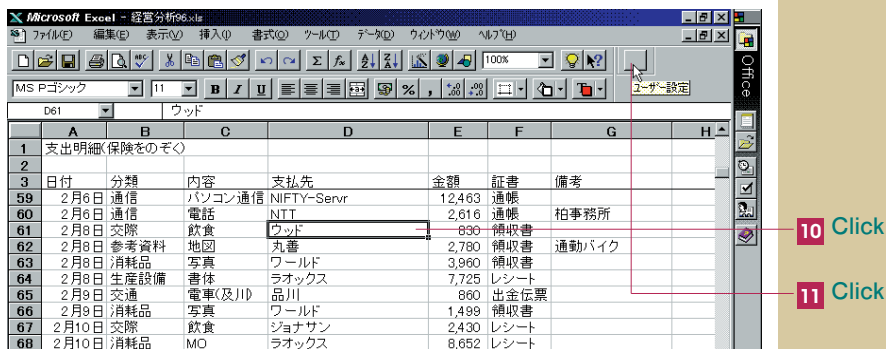 Microsoft Excel - 経営分析96.xls
ファイル(F) 編集(E) 表示(V) 挿入(I) 書式(O) ツール(T) データ(D) ウィンドウ(W) ヘルプ(H)
100%
MS Pゴシック 11 B I U % ,
ユーザー設定
D61 ウッド
A B C D E F G H
1 支出明細(保険をのぞく)
2
3 日付 分類 内容 支払先 金額 証書 備考
59 2月6日 通信 パソコン通信 NIFTY-Servr 12,463 通帳
60 2月6日 通信 電話 NTT 2,616 通帳 柏事務所
61 2月8日 交際 飲食 ウッド 830 領収書
62 2月8日 参考資料 地図 丸善 2,780 領収書 通勤バイク
63 2月8日 消耗品 写真 ワールド 3,960 領収書
64 2月8日 生産設備 書体 ラオックス 7,725 レシート
65 2月9日 交通 電車(及川) 品川 860 出金伝票
66 2月9日 消耗品 写真 ワールド 1,499 領収書
67 2月10日 交際 飲食 ジョナサン 2,430 レシート
68 2月10日 消耗品 MO ラオックス 8,652 レシート
Office
10 Click
11 Click